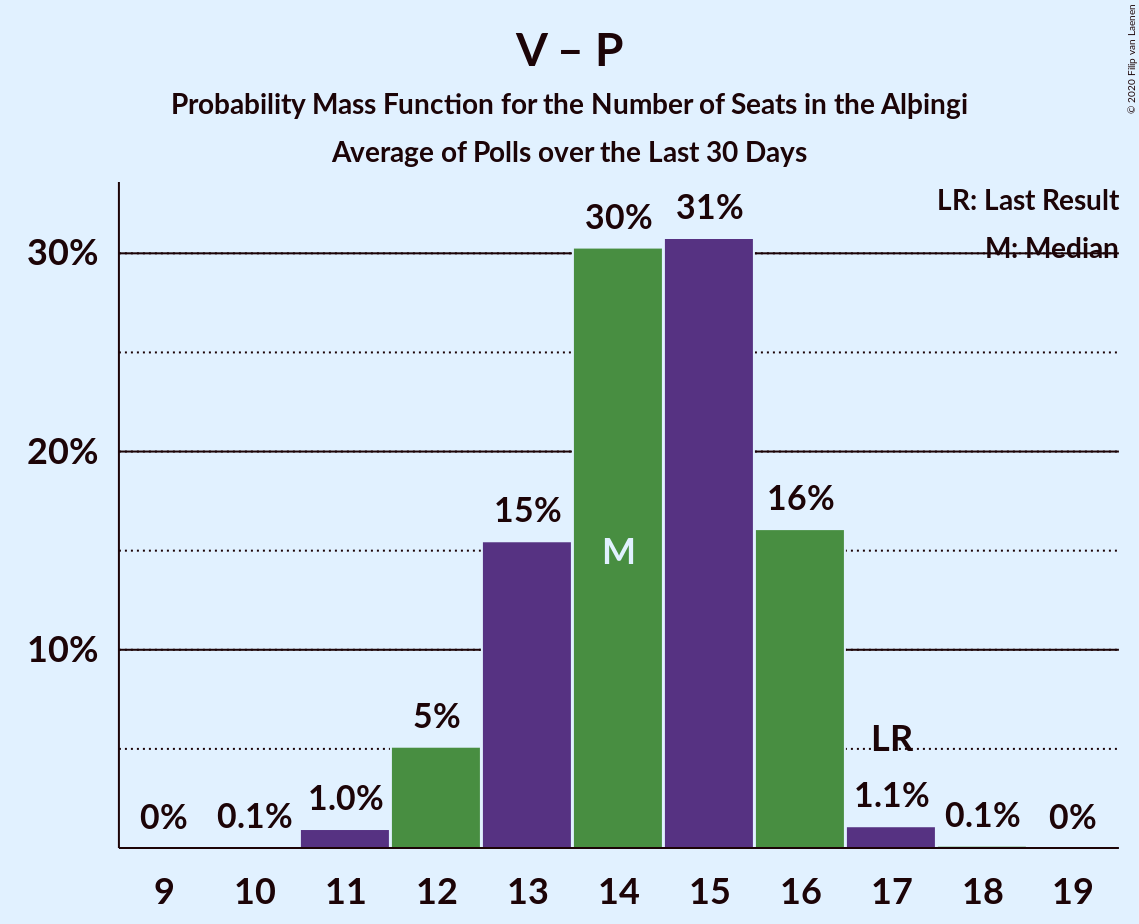 V – P
Probability Mass Function for the Number of Seats in the Alþingi
Average of Polls over the Last 30 Days
© 2020 Filip van Laenen
LR: Last Result
M: Median
30%
20%
10%
0%
0.1%
1.0%
5%
15%
30%
31%
16%
1.1%
0.1%
0%
M
LR
9 10 11 12 13 14 15 16 17 18 19